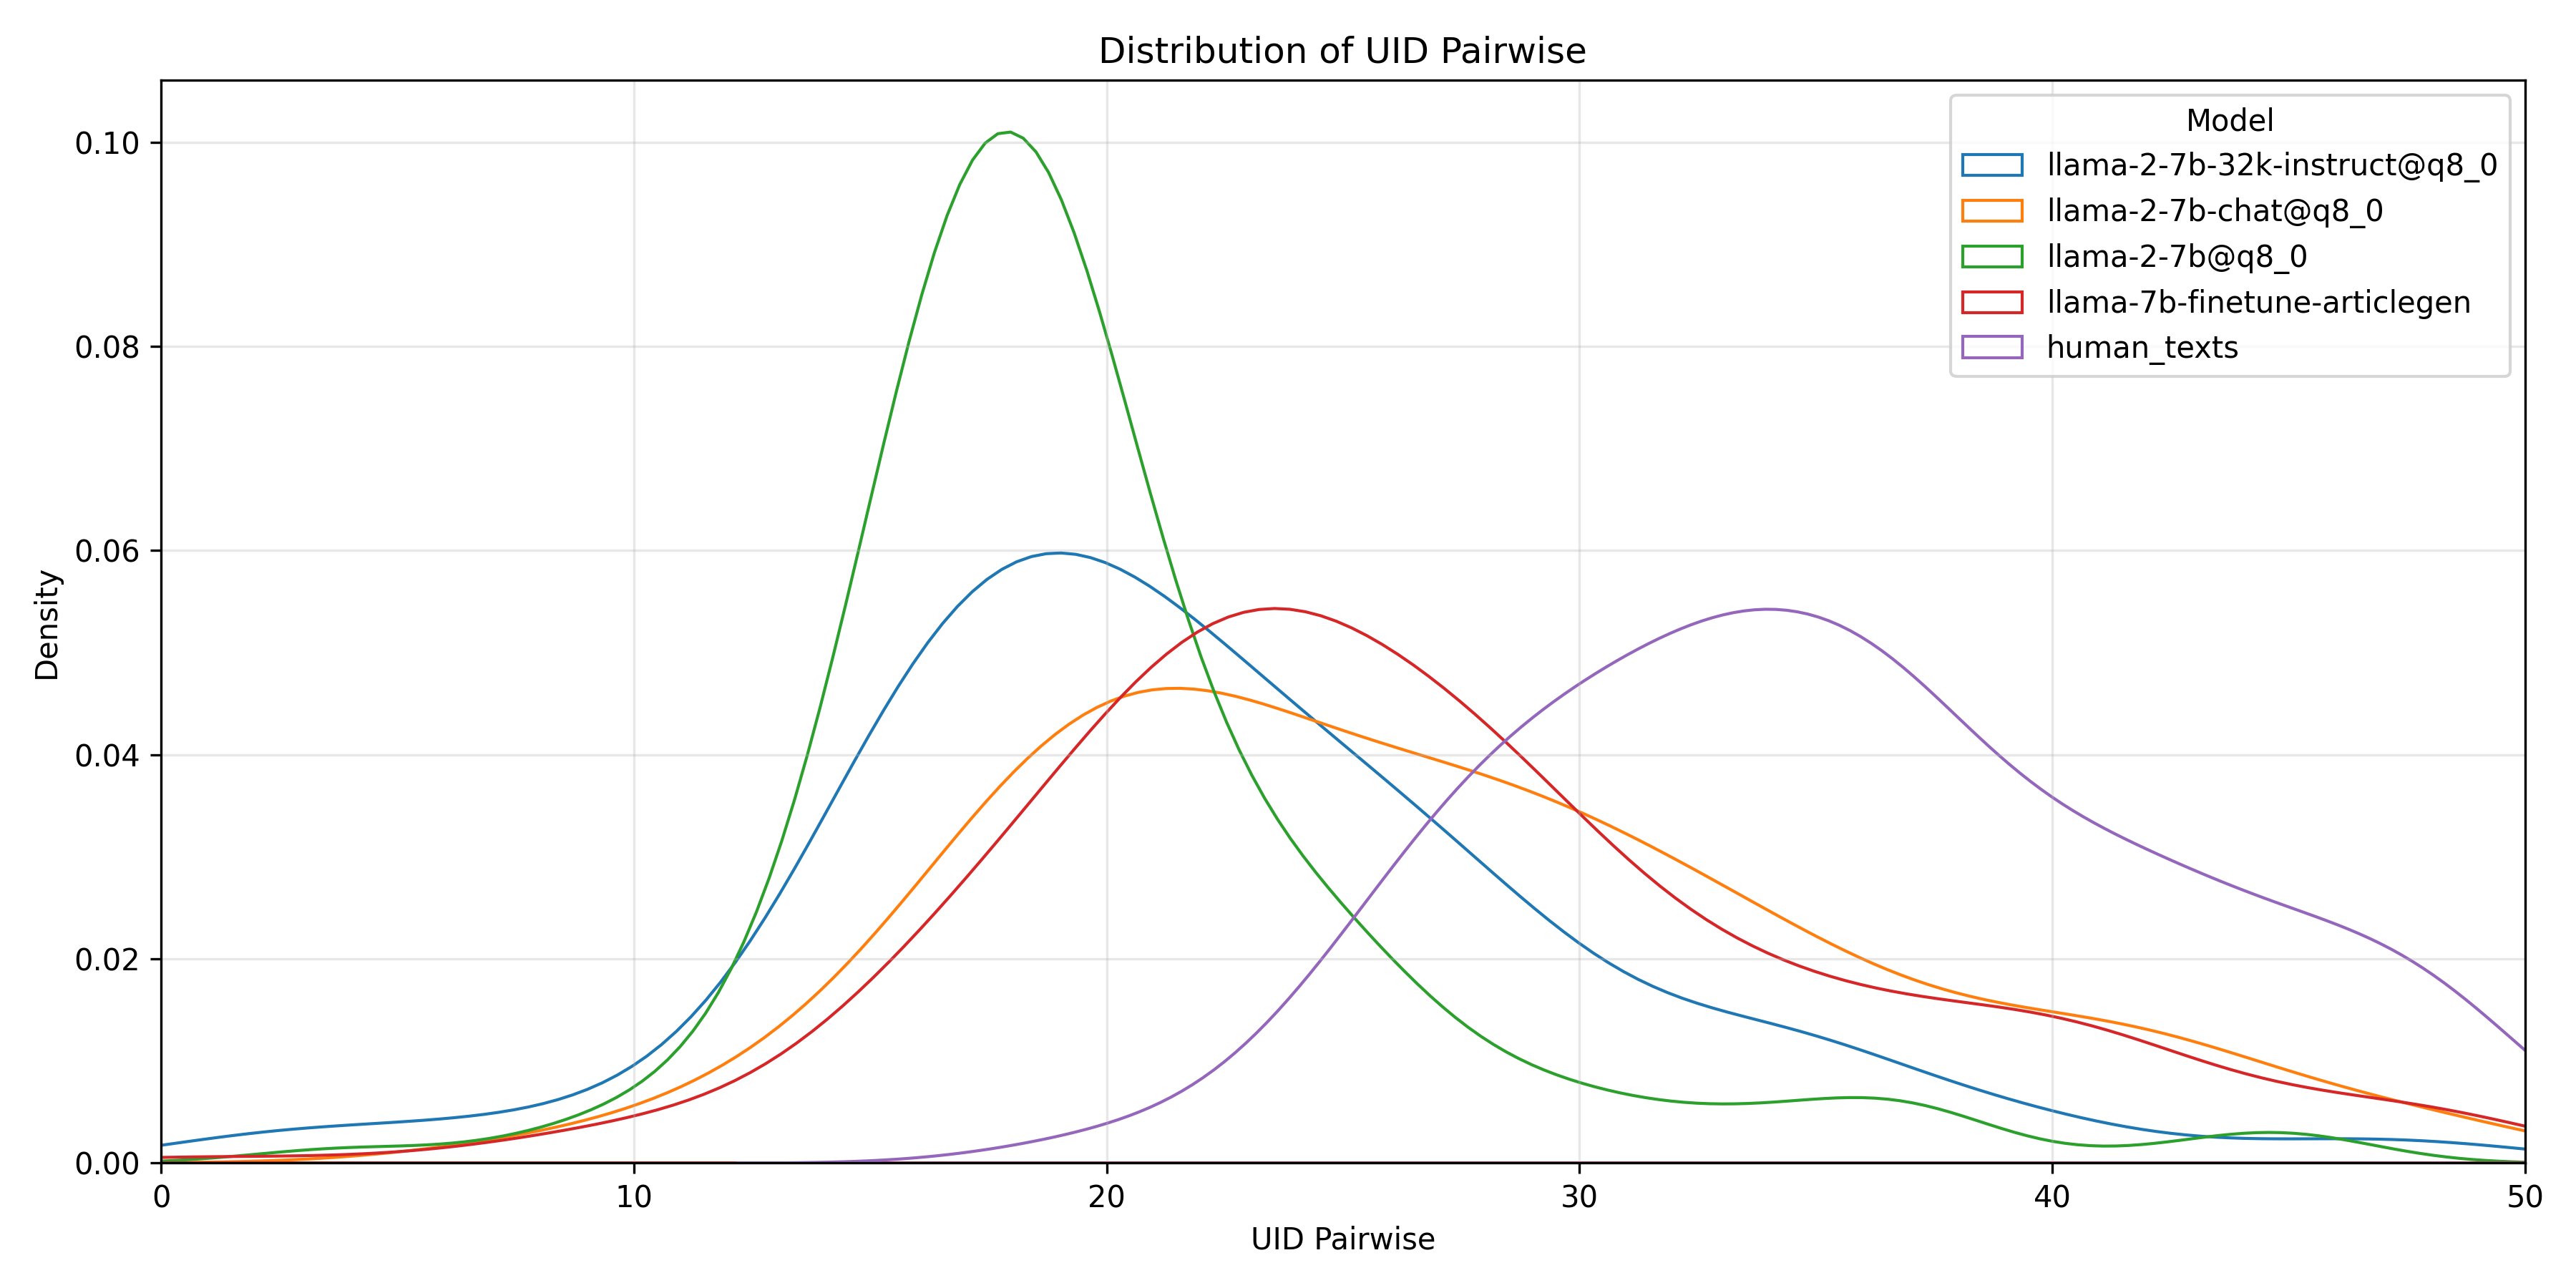 Distribution of UID Pairwise
Model
llama-2-7b-32k-instruct@q8_0
llama-2-7b-chat@q8_0
llama-2-7b@q8_0
llama-7b-finetune-articlegen
human_texts
Density
0.10
0.08
0.06
0.04
0.02
0.00
0 10 20 30 40 50
UID Pairwise